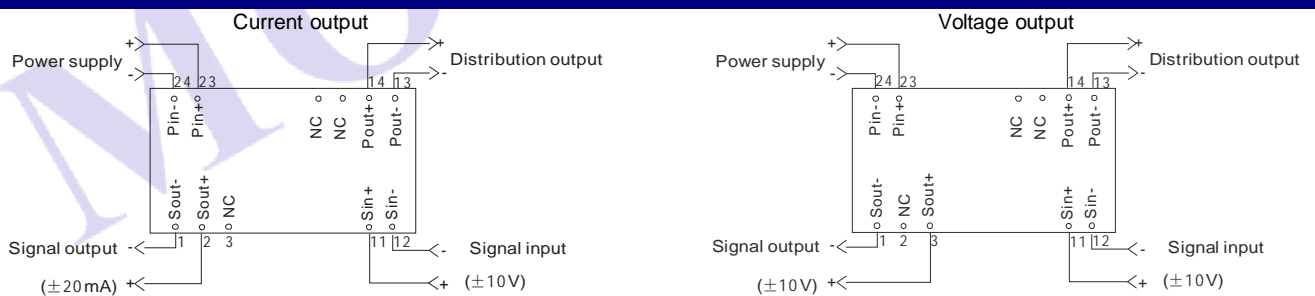 Current output
Power supply
+
-
24 23
+
-
Distribution output
14 13
Pin-
Pin+
NC
NC
Pout+
Pout-
Sout-
Sout+
NC
Sin+
Sin-
1 2 3
11 12
Signal output -
(±20mA) +
- Signal input
+ (±10V)
Voltage output
Power supply
+
-
24 23
+
-
Distribution output
14 13
Pin-
Pin+
NC
NC
Pout+
Pout-
Sout-
NC
Sout+
Sin+
Sin-
1 2 3
11 12
Signal output -
(±10V) +
- Signal input
+ (±10V)